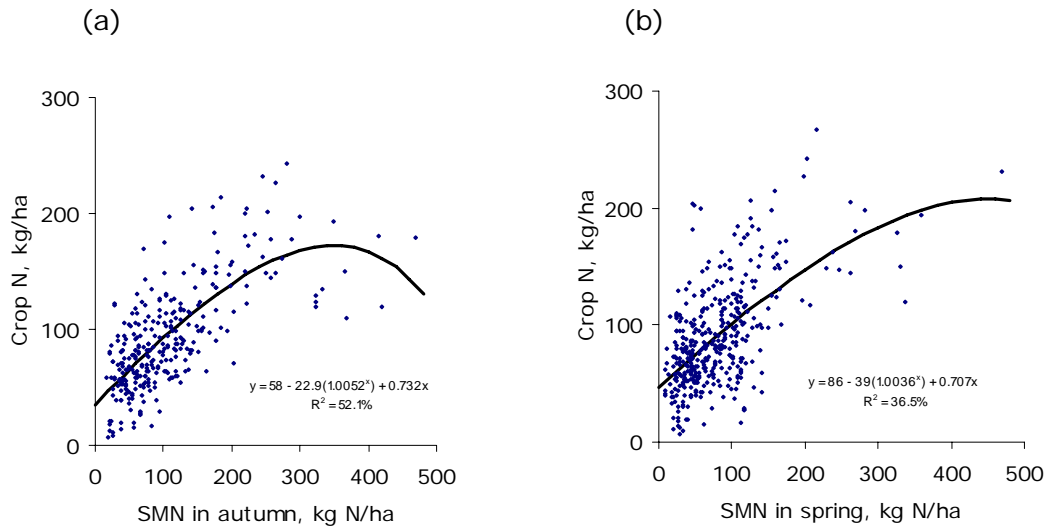 (a)
(b)
300
200
100
0
Crop N, kg/ha
y = 58 - 22.9(1.0052ˣ) + 0.732x
R² = 52.1%
0 100 200 300 400 500
SMN in autumn, kg N/ha
300
200
100
0
Crop N, kg/ha
y = 86 - 39(1.0036ˣ) + 0.707x
R² = 36.5%
0 100 200 300 400 500
SMN in spring, kg N/ha